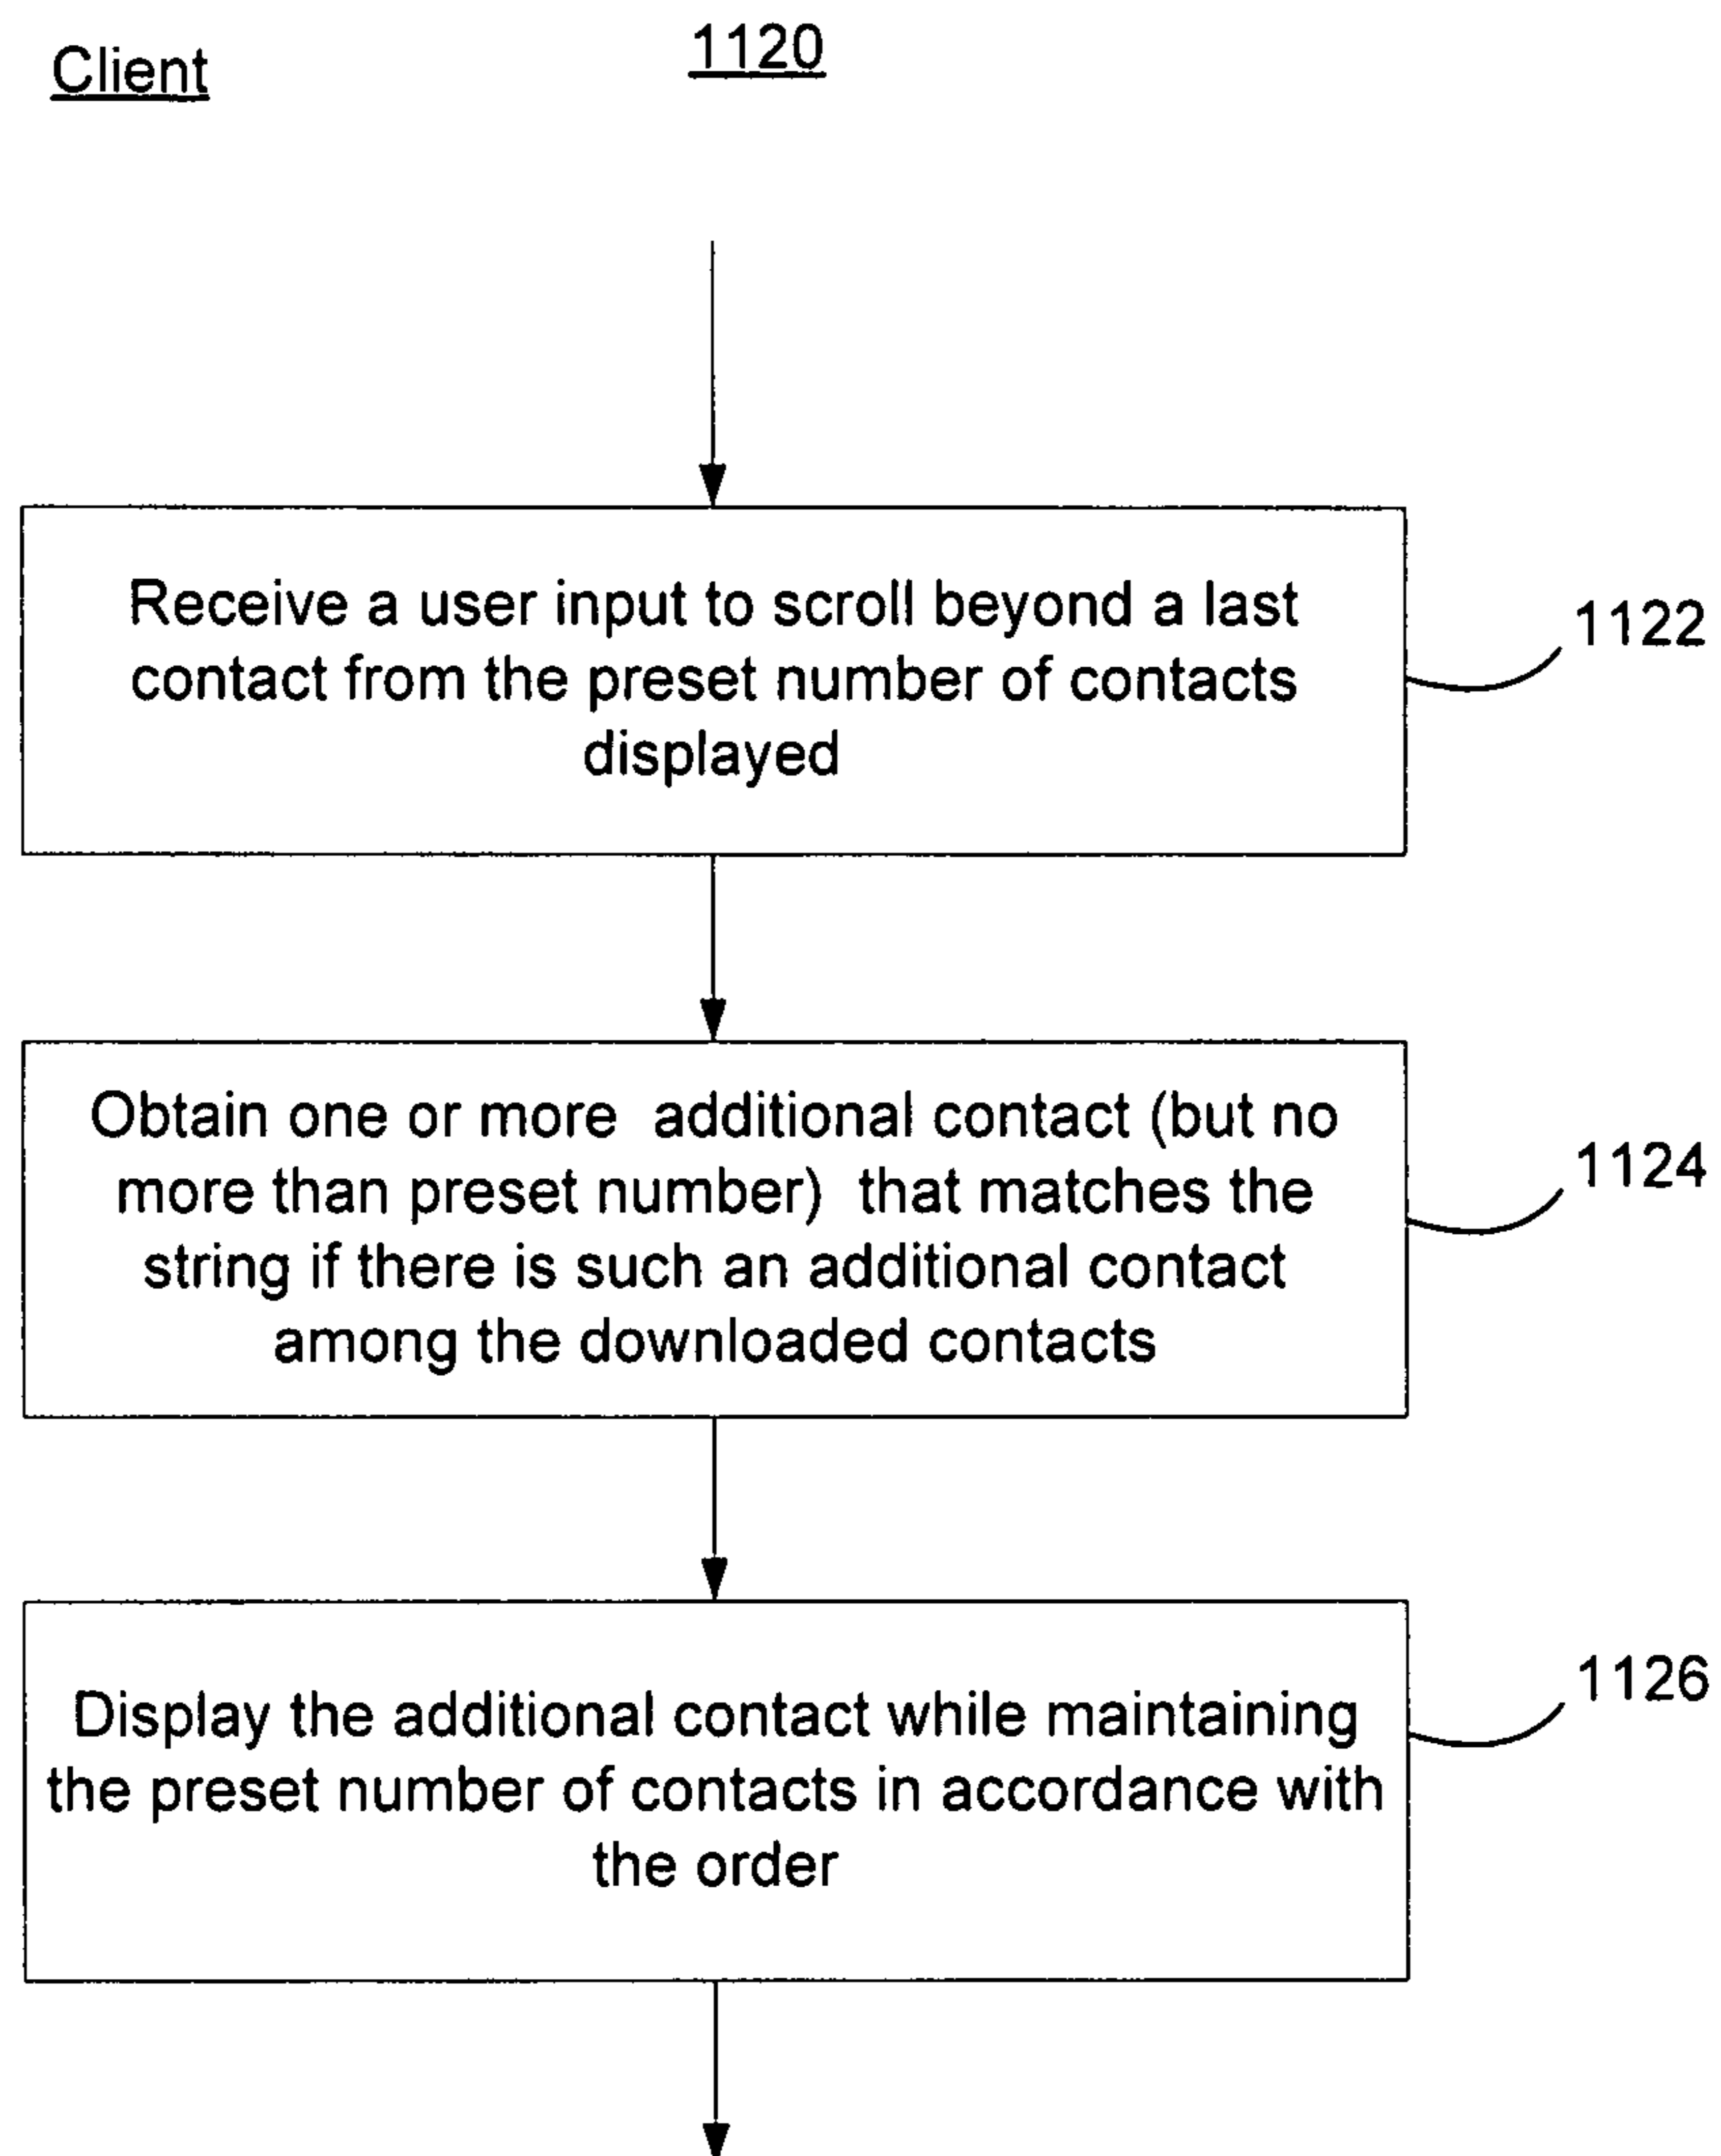 Client
1120
Receive a user input to scroll beyond a last
contact from the preset number of contacts
displayed
1122
Obtain one or more additional contact (but no
more than preset number) that matches the
string if there is such an additional contact
among the downloaded contacts
1124
Display the additional contact while maintaining
the preset number of contacts in accordance with
the order
1126